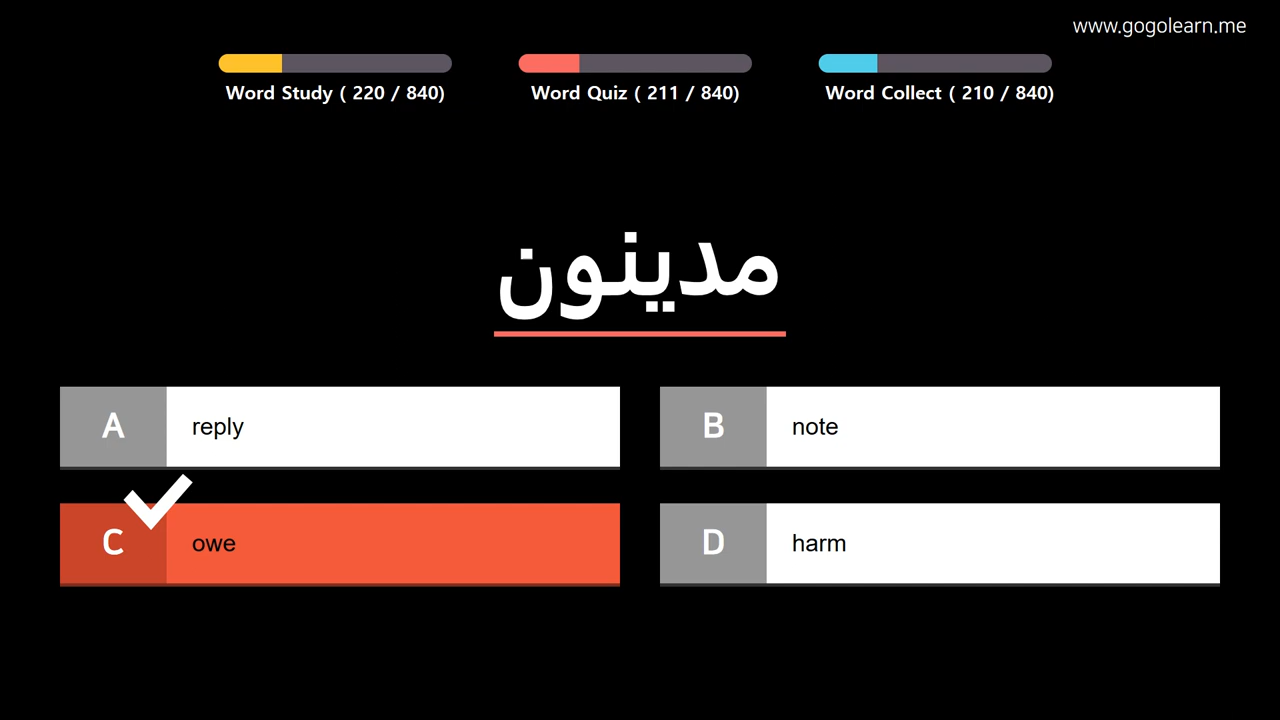 www.gogolearn.me
Word Study ( 220 / 840)
Word Quiz ( 211 / 840)
Word Collect ( 210 / 840)
مدينون
A reply
B note
C owe
D harm